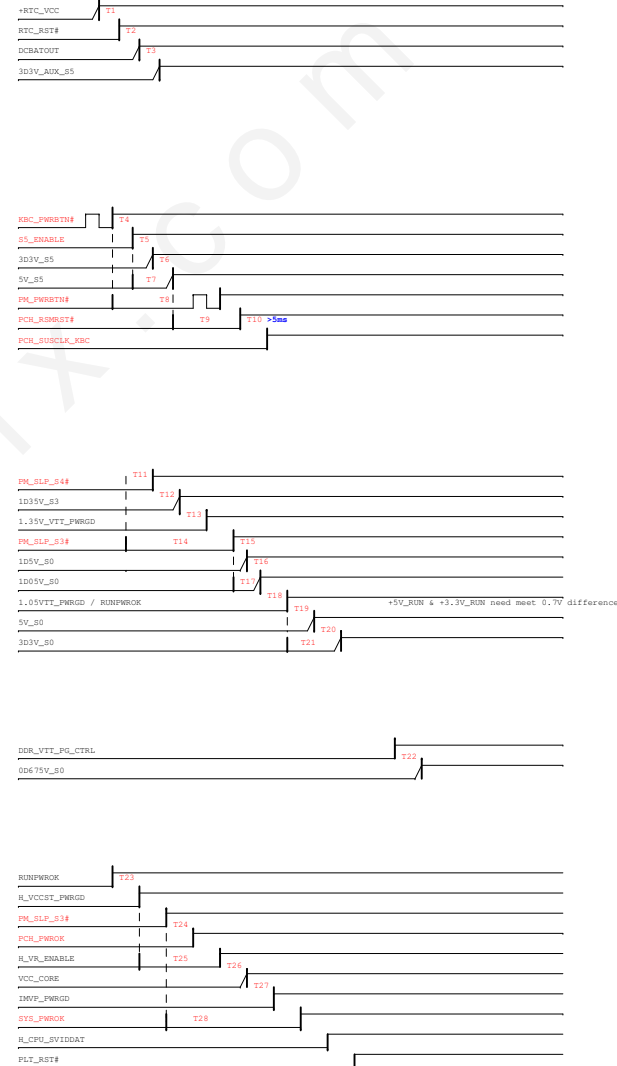 +RTC_VCC
T1
RTC_RST#
T2
DCBATOUT
T3
3D3V_AUX_S5
KBC_PWRBTN#
T4
S5_ENABLE
T5
3D3V_S5
T6
5V_S5
T7
PM_PWRBTN#
T8
PCH_RSMRST#
T9
T10 >5ms
PCH_SUSCLK_KBC
T11
PM_SLP_S4#
T12
1D35V_S3
T13
1.35V_VTT_PWRGD
PM_SLP_S3#
T14
T15
1D5V_S0
T16
1D05V_S0
T17
T18
1.05VTT_PWRGD / RUNPWROK
+5V_RUN & +3.3V_RUN need meet 0.7V difference
T19
5V_S0
T20
3D3V_S0
T21
DDR_VTT_PG_CTRL
T22
0D675V_S0
RUNPWROK
T23
H_VCCST_PWRGD
PM_SLP_S3#
T24
PCH_PWROK
H_VR_ENABLE
T25
T26
VCC_CORE
T27
IMVP_PWRGD
SYS_PWROK
T28
H_CPU_SVIDDAT
PLT_RST#
ix.com